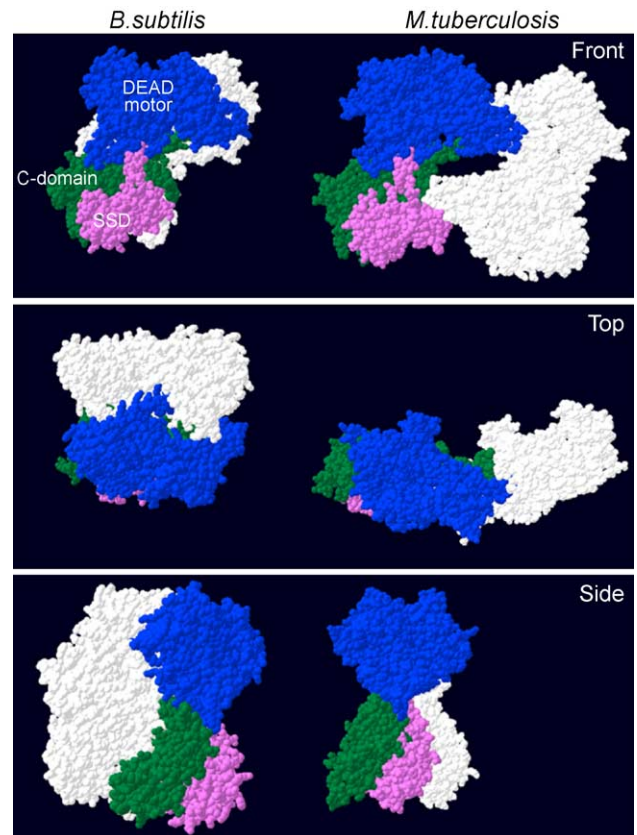 B.subtilis
M.tuberculosis
Front
DEAD
motor
C-domain
SSD
Top
Side